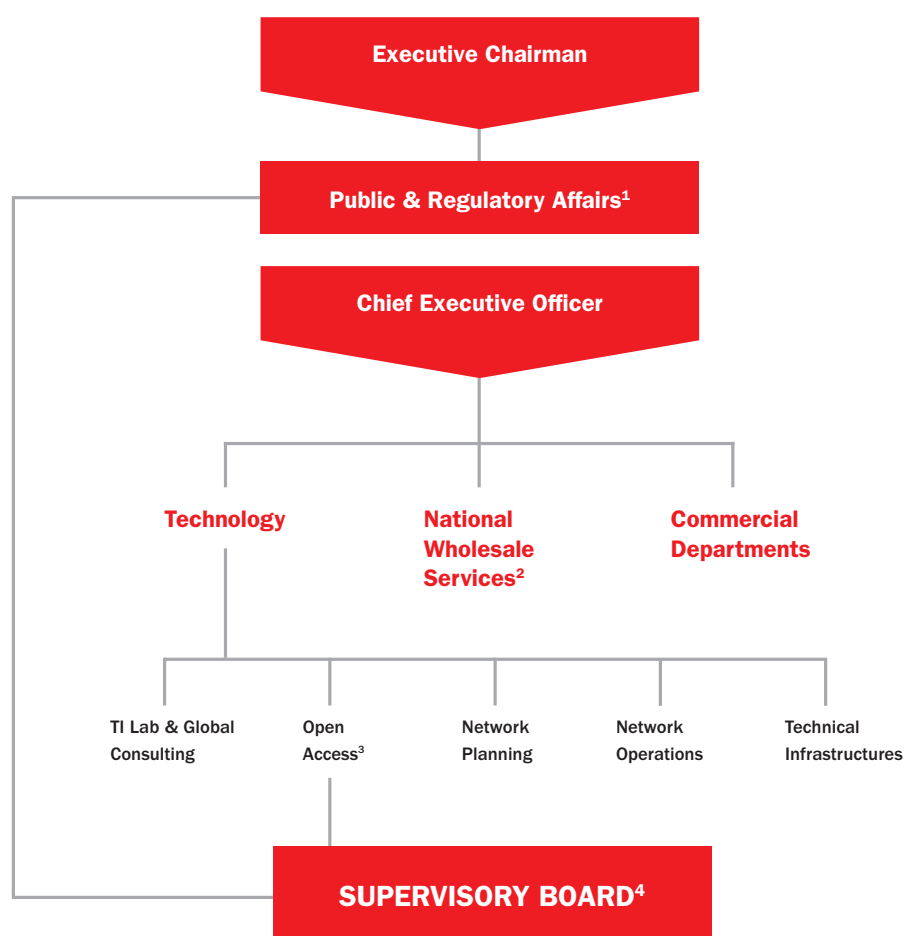 Executive Chairman
Public & Regulatory Affairs¹
Chief Executive Officer
Technology
National
Wholesale
Services²
Commercial
Departments
TI Lab & Global
Consulting
Open
Access³
Network
Planning
Network
Operations
Technical
Infrastructures
SUPERVISORY BOARD⁴